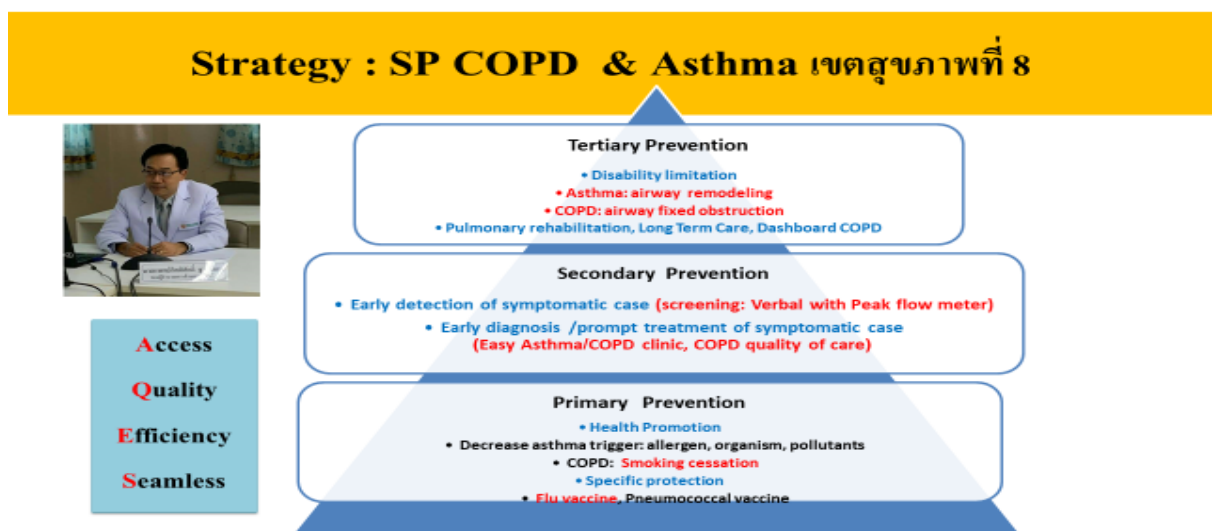 Strategy : SP COPD & Asthma เขตสุขภาพที่ 8
Tertiary Prevention
• Disability limitation
• Asthma: airway remodeling
• COPD: airway fixed obstruction
• Pulmonary rehabilitation, Long Term Care, Dashboard COPD
Secondary Prevention
• Early detection of symptomatic case (screening: Verbal with Peak flow meter)
• Early diagnosis /prompt treatment of symptomatic case
(Easy Asthma/COPD clinic, COPD quality of care)
Primary Prevention
• Health Promotion
• Decrease asthma trigger: allergen, organism, pollutants
• COPD: Smoking cessation
• Specific protection
• Flu vaccine, Pneumococcal vaccine
Access
Quality
Efficiency
Seamless